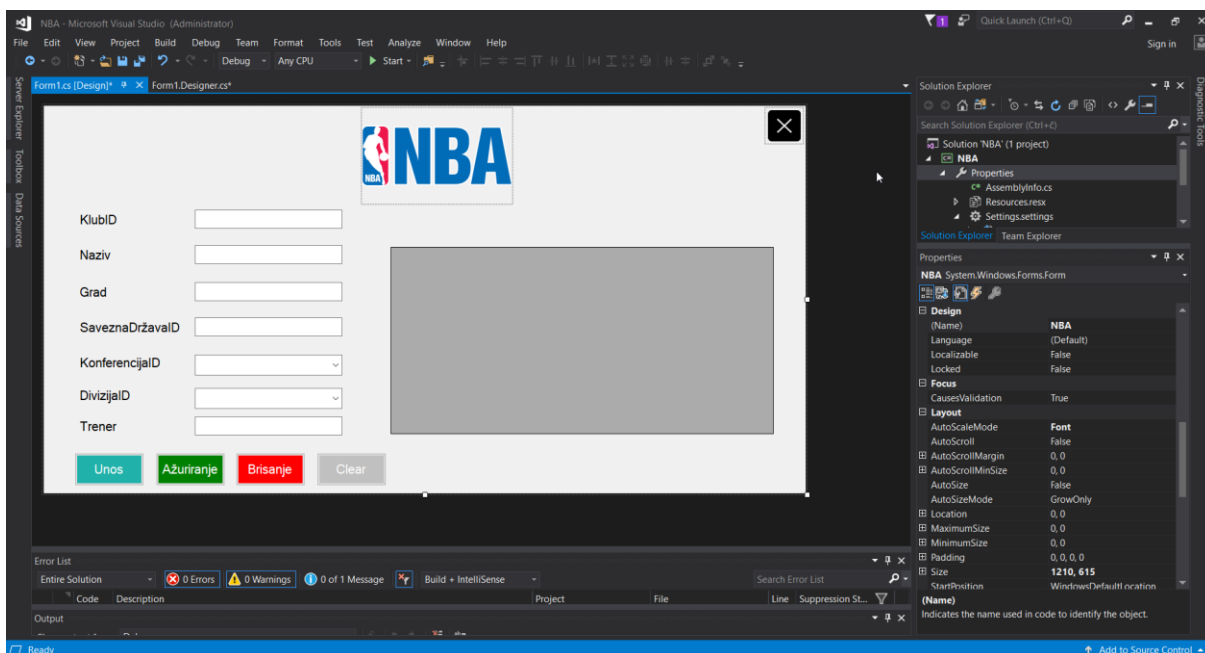 NBA - Microsoft Visual Studio (Administrator)
1
Quick Launch (Ctrl+Q)
File Edit View Project Build Debug Team Format Tools Test Analyze Window Help
Sign in
Debug Any CPU Start
Server Explorer
Toolbox
Data Sources
Form1.cs [Design]* Form1.Designer.cs*
NBA
NBA
KlubID
Naziv
Grad
SaveznaDržavaID
KonferencijaID
DivizijaID
Trener
Unos Ažuriranje Brisanje Clear
Solution Explorer
Search Solution Explorer (Ctrl+č)
Solution 'NBA' (1 project)
NBA
Properties
AssemblyInfo.cs
Resources.resx
Settings.settings
Solution Explorer Team Explorer
Properties
NBA System.Windows.Forms.Form
Design
(Name) NBA
Language (Default)
Localizable False
Locked False
Focus
CausesValidation True
Layout
AutoScaleMode Font
AutoScroll False
AutoScrollMargin 0, 0
AutoScrollMinSize 0, 0
AutoSize False
AutoSizeMode GrowOnly
Location 0, 0
MaximumSize 0, 0
MinimumSize 0, 0
Padding 0, 0, 0, 0
Size 1210, 615
StartPosition WindowsDefaultLocation
(Name)
Indicates the name used in code to identify the object.
Diagnostic Tools
Error List
Entire Solution 0 Errors 0 Warnings 0 of 1 Message Build + IntelliSense Search Error List
Code Description Project File Line Suppression St...
Output
Ready
Add to Source Control